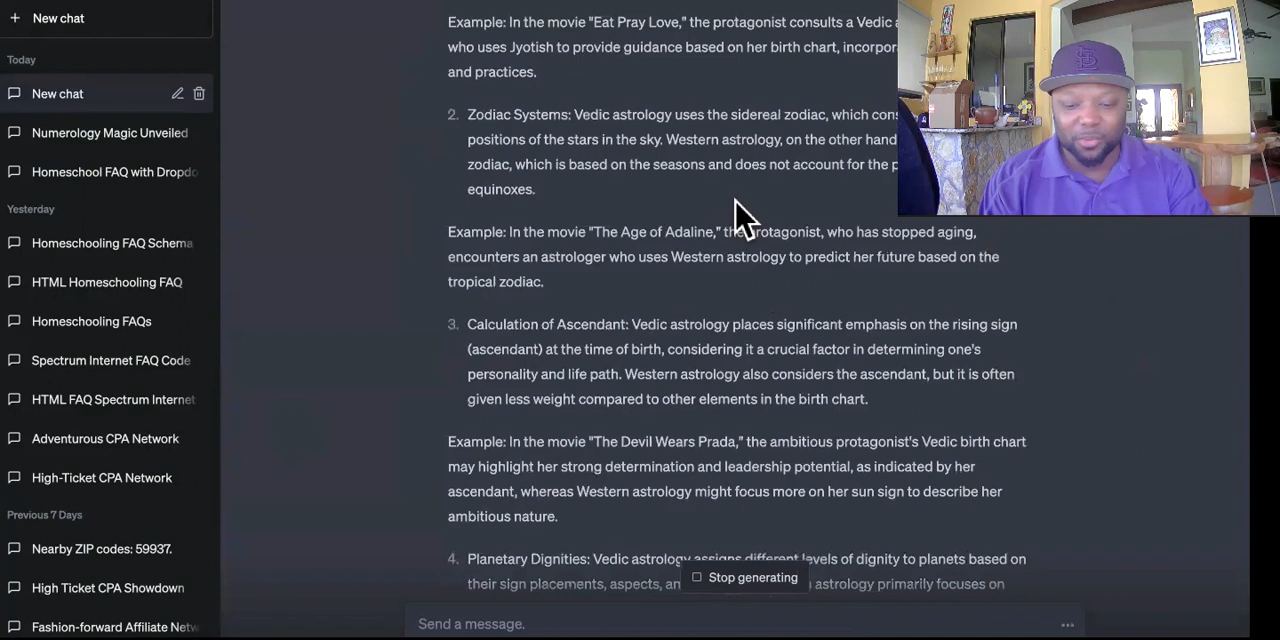 New chat
Today
New chat
Numerology Magic Unveiled
Homeschool FAQ with Dropdo
Yesterday
Homeschooling FAQ Schema
HTML Homeschooling FAQ
Homeschooling FAQs
Spectrum Internet FAQ Code
HTML FAQ Spectrum Internet
Adventurous CPA Network
High-Ticket CPA Network
Previous 7 Days
Nearby ZIP codes: 59937.
High Ticket CPA Showdown
Fashion-forward Affiliate Netw
Example: In the movie "Eat Pray Love," the protagonist consults a Vedic
who uses Jyotish to provide guidance based on her birth chart, incorpora
and practices.
2. Zodiac Systems: Vedic astrology uses the sidereal zodiac, which cons
positions of the stars in the sky. Western astrology, on the other hand
zodiac, which is based on the seasons and does not account for the p
equinoxes.
Example: In the movie "The Age of Adaline," the protagonist, who has stopped aging,
encounters an astrologer who uses Western astrology to predict her future based on the
tropical zodiac.
3. Calculation of Ascendant: Vedic astrology places significant emphasis on the rising sign
(ascendant) at the time of birth, considering it a crucial factor in determining one's
personality and life path. Western astrology also considers the ascendant, but it is often
given less weight compared to other elements in the birth chart.
Example: In the movie "The Devil Wears Prada," the ambitious protagonist's Vedic birth chart
may highlight her strong determination and leadership potential, as indicated by her
ascendant, whereas Western astrology might focus more on her sun sign to describe her
ambitious nature.
4. Planetary Dignities: Vedic astrology assigns different levels of dignity to planets based on
their sign placements, aspects, an astrology primarily focuses on
Stop generating
Send a message.